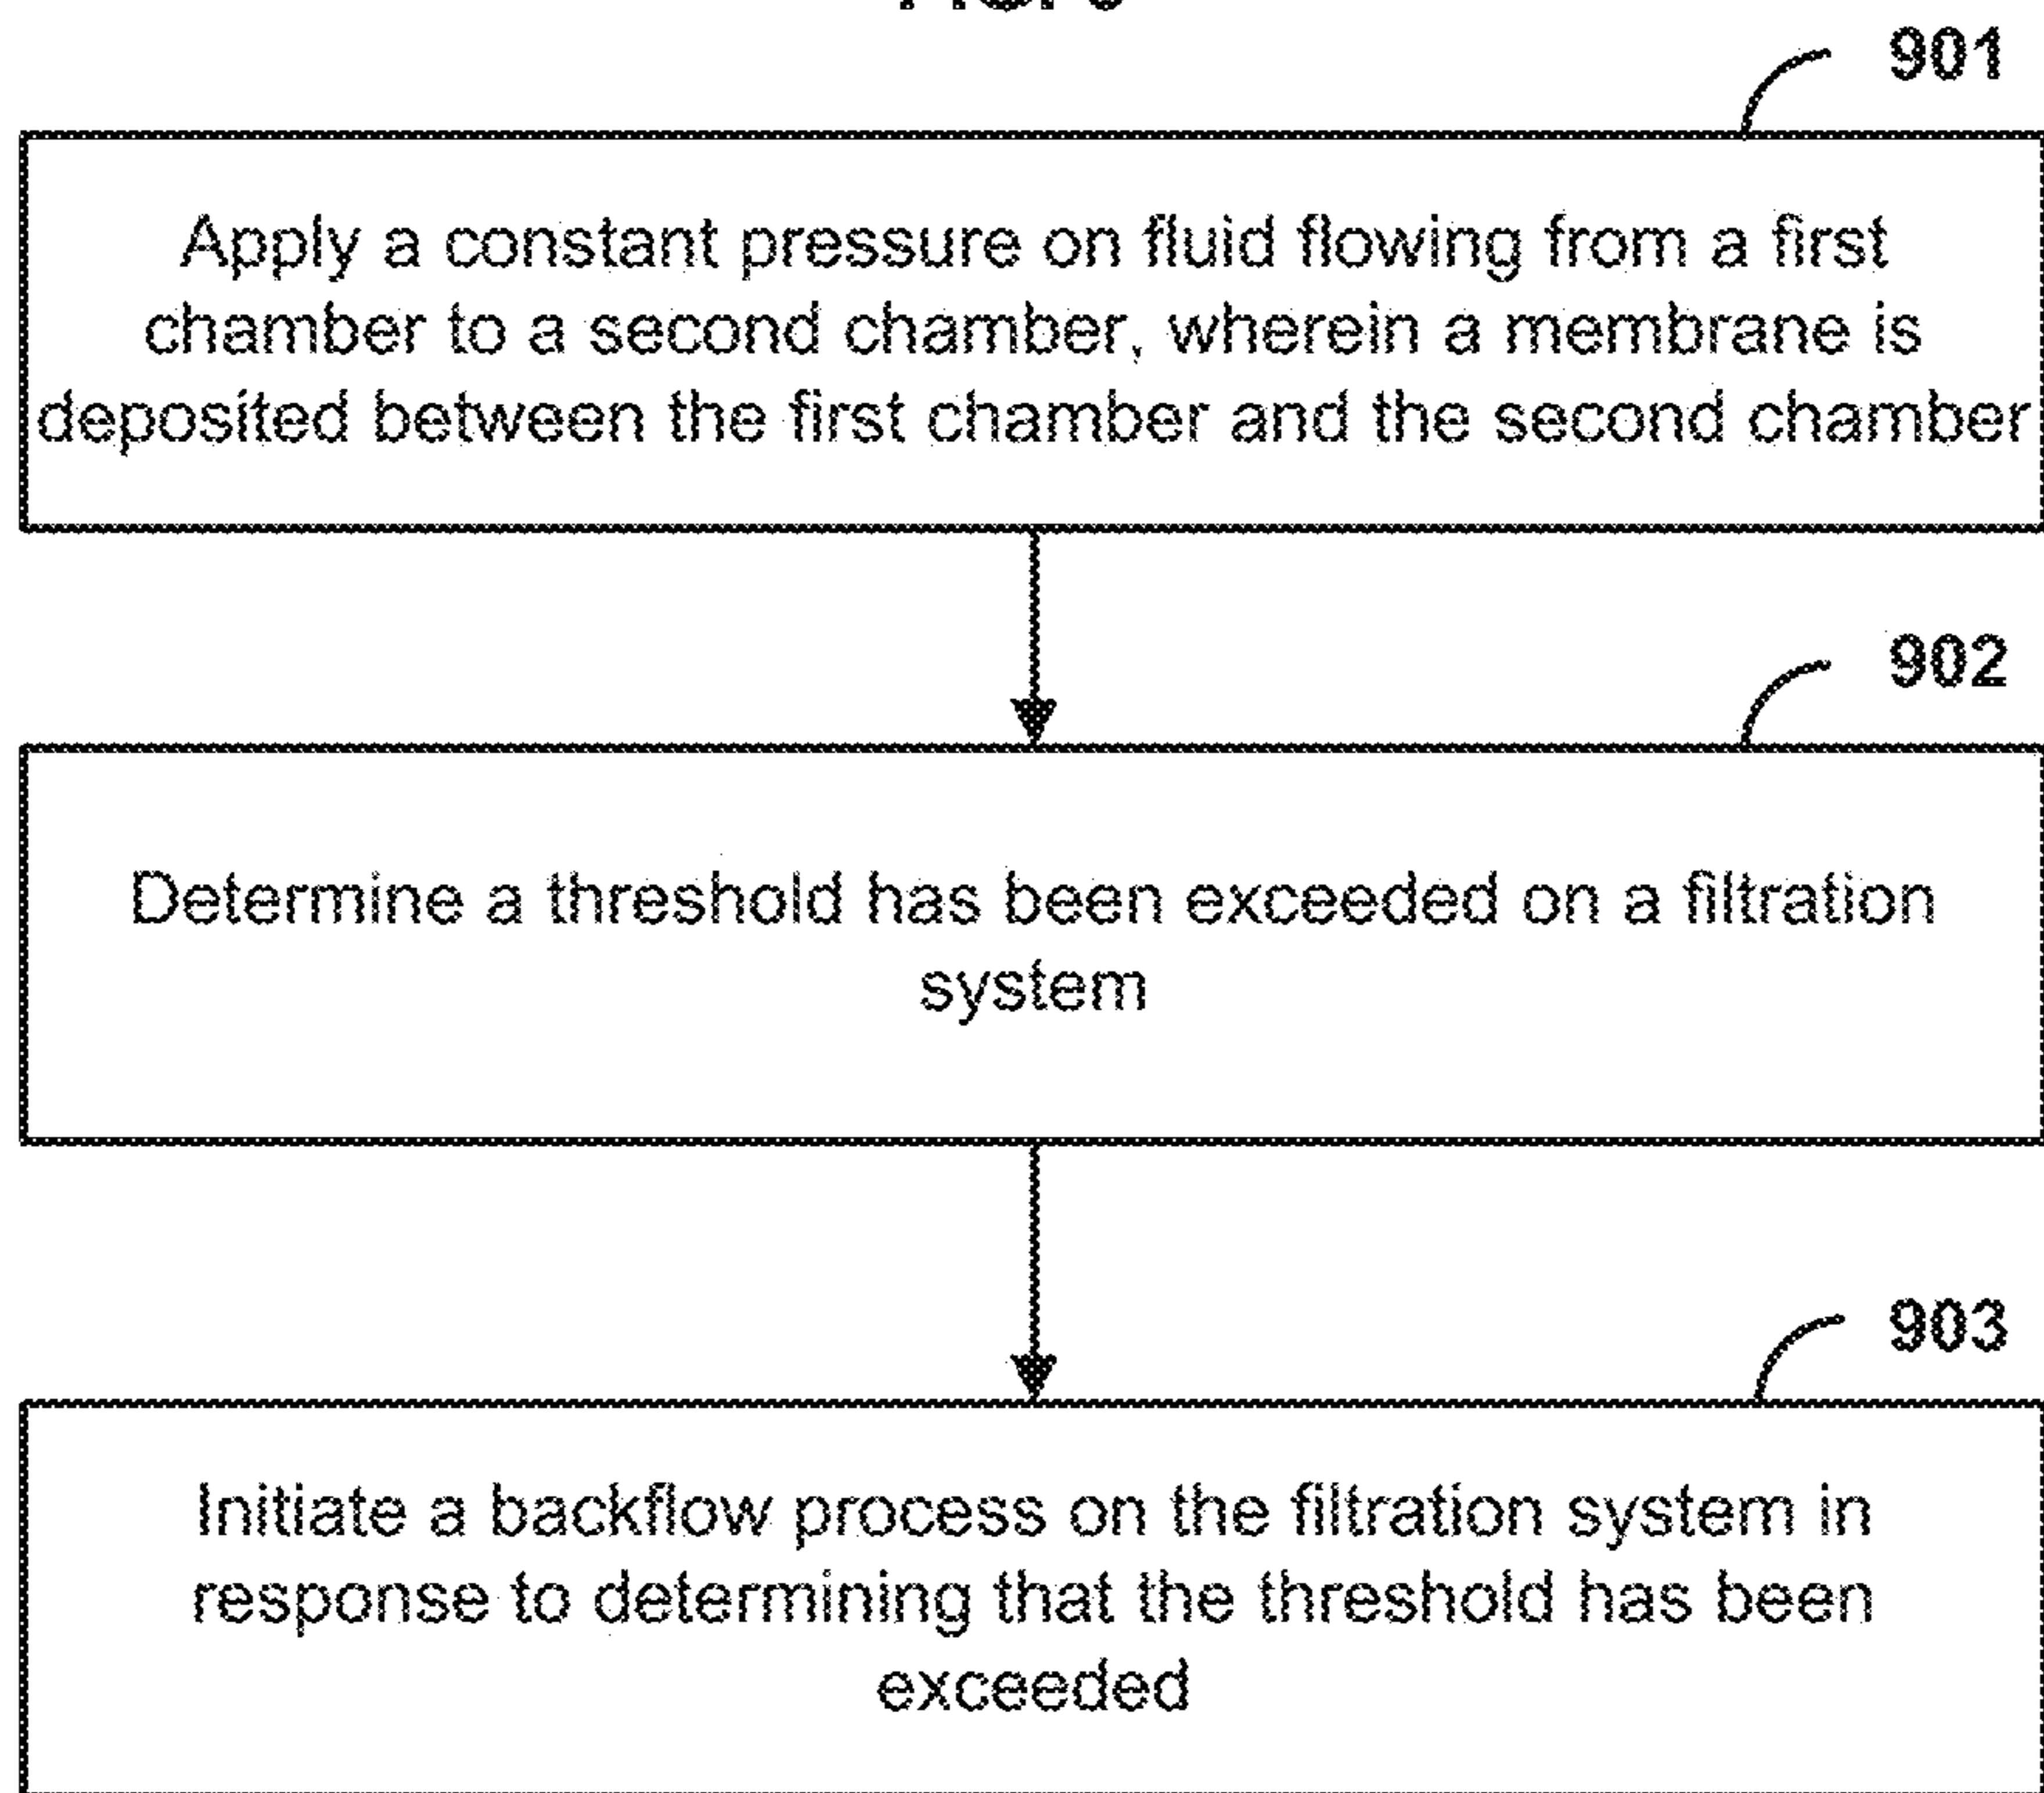 901
Apply a constant pressure on fluid flowing from a first
chamber to a second chamber, wherein a membrane is
deposited between the first chamber and the second chamber
902
Determine a threshold has been exceeded on a filtration
system
903
Initiate a backflow process on the filtration system in
response to determining that the threshold has been
exceeded